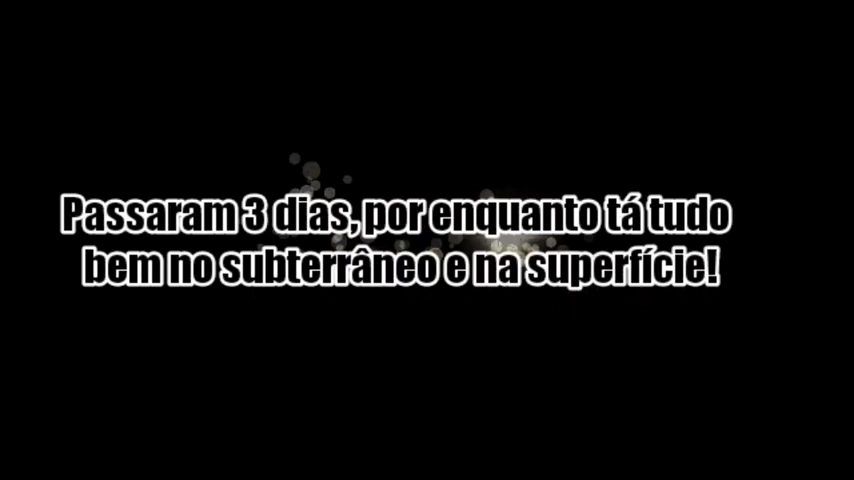 Passaram 3 dias, por enquanto tá tudo
bem no subterrâneo e na superfície!